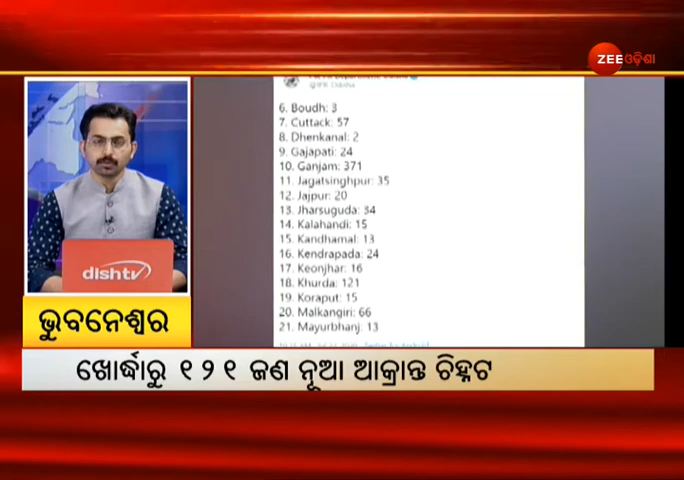 ZEE ଓଡ଼ିଶା
6. Boudh: 3
7. Cuttack: 57
8. Dhenkanal: 2
9. Gajapati: 24
10. Ganjam: 371
11. Jagatsinghpur: 35
12. Jajpur: 20
13. Jharsuguda: 34
14. Kalahandi: 15
15. Kandhamal: 13
16. Kendrapada: 24
17. Keonjhar: 16
18. Khurda: 121
19. Koraput: 15
20. Malkangiri: 66
21. Mayurbhanj: 13
dishtv
ଭୁବନେଶ୍ୱର
ଖୋର୍ଦ୍ଧାରୁ ୧୨୧ ଜଣ ନୂଆ ଆକ୍ରାନ୍ତ ଚିହ୍ନଟ